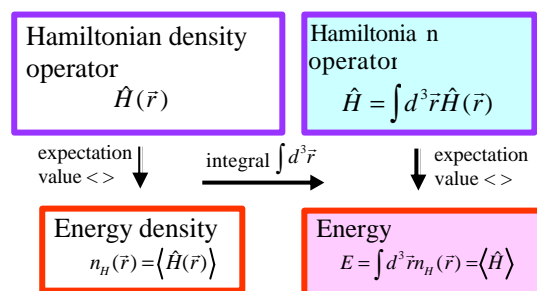 Hamiltonian density
operator
Ĥ(r⃗)
Hamiltonia n
operator
Ĥ = ∫d³r⃗Ĥ(r⃗)
expectation
value < >
integral ∫d³r⃗
expectation
value <>
Energy density
n_H(r⃗) = ⟨Ĥ(r⃗)⟩
Energy
E = ∫d³r⃗n_H(r⃗) = ⟨Ĥ⟩